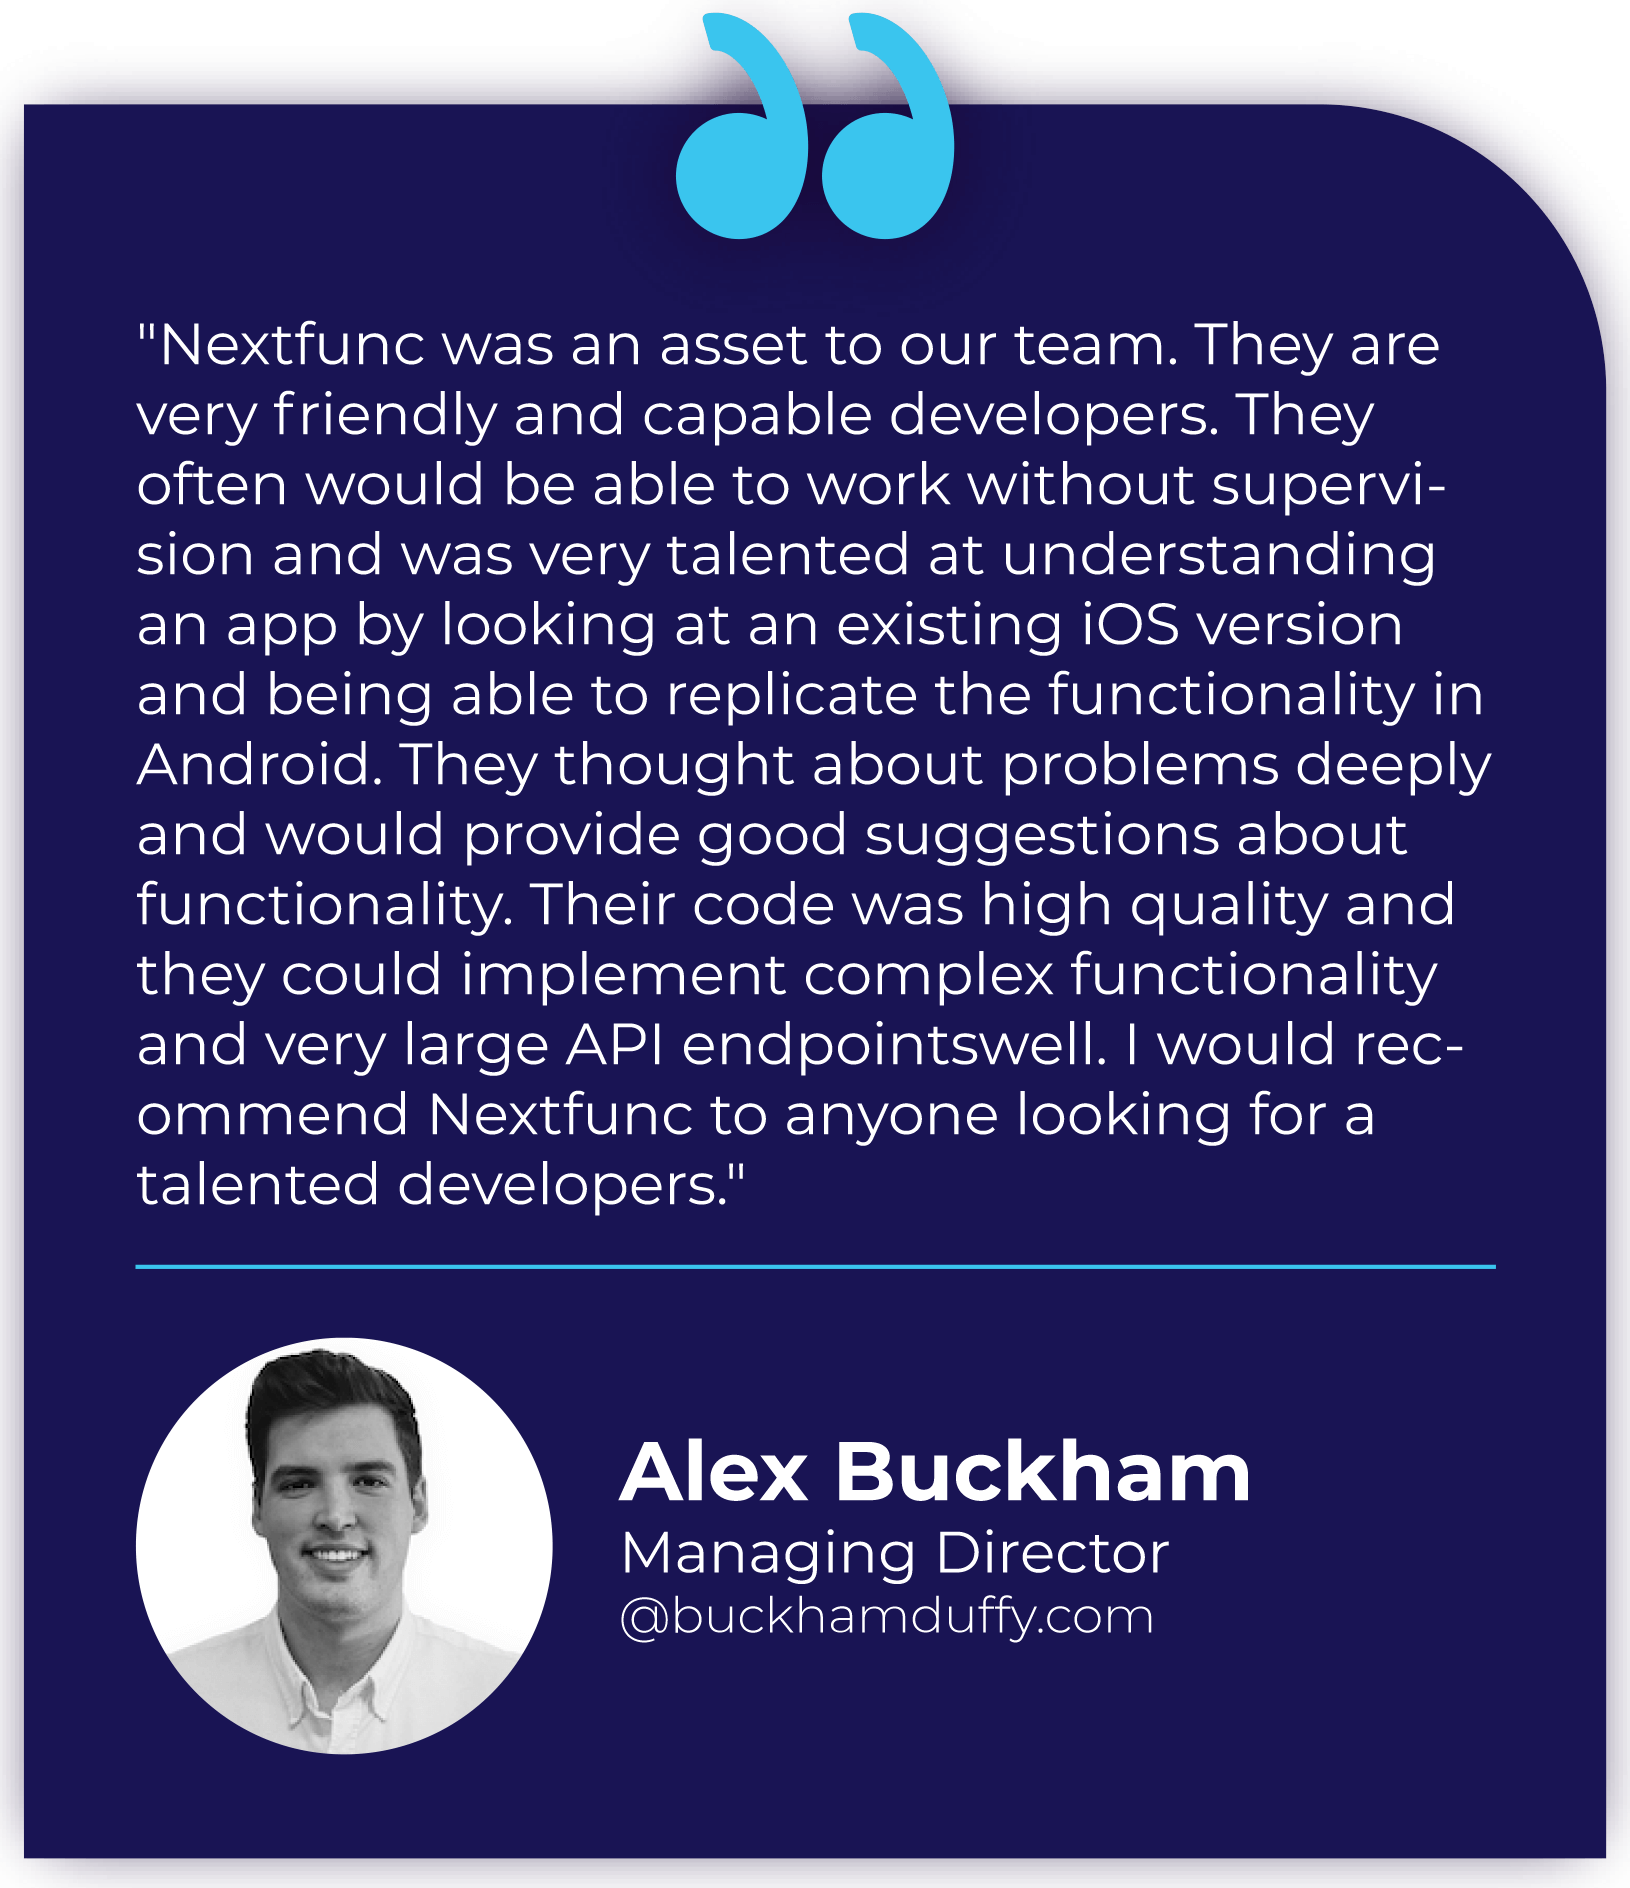 "Nextfunc was an asset to our team. They are
very friendly and capable developers. They
often would be able to work without supervi-
sion and was very talented at understanding
an app by looking at an existing iOS version
and being able to replicate the functionality in
Android. They thought about problems deeply
and would provide good suggestions about
functionality. Their code was high quality and
they could implement complex functionality
and very large API endpointswell. I would rec-
ommend Nextfunc to anyone looking for a
talented developers."
Alex Buckham
Managing Director
@buckhamduffy.com